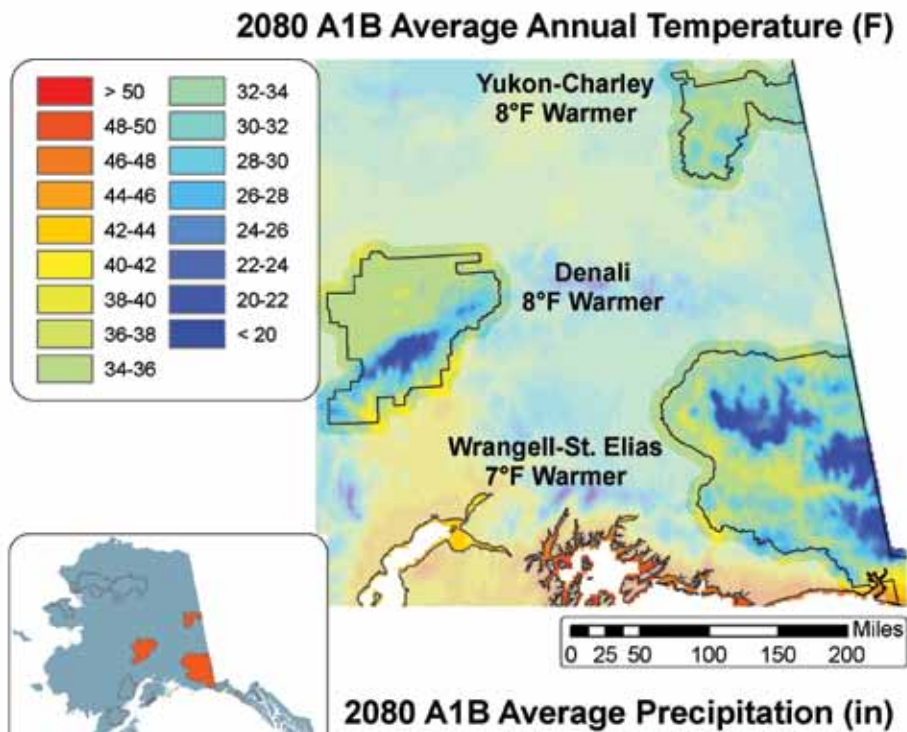 2080 A1B Average Annual Temperature (F)
> 50
48-50
46-48
44-46
42-44
40-42
38-40
36-38
34-36
32-34
30-32
28-30
26-28
24-26
22-24
20-22
< 20
Yukon-Charley
8°F Warmer
Denali
8°F Warmer
Wrangell-St. Elias
7°F Warmer
Miles
0 25 50 100 150 200
2080 A1B Average Precipitation (in)